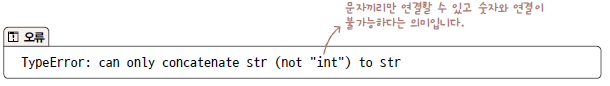 문자끼리만 연결할 수 있고 숫자와 연결이
불가능하다는 의미입니다.
오류
TypeError: can only concatenate str (not "int") to str